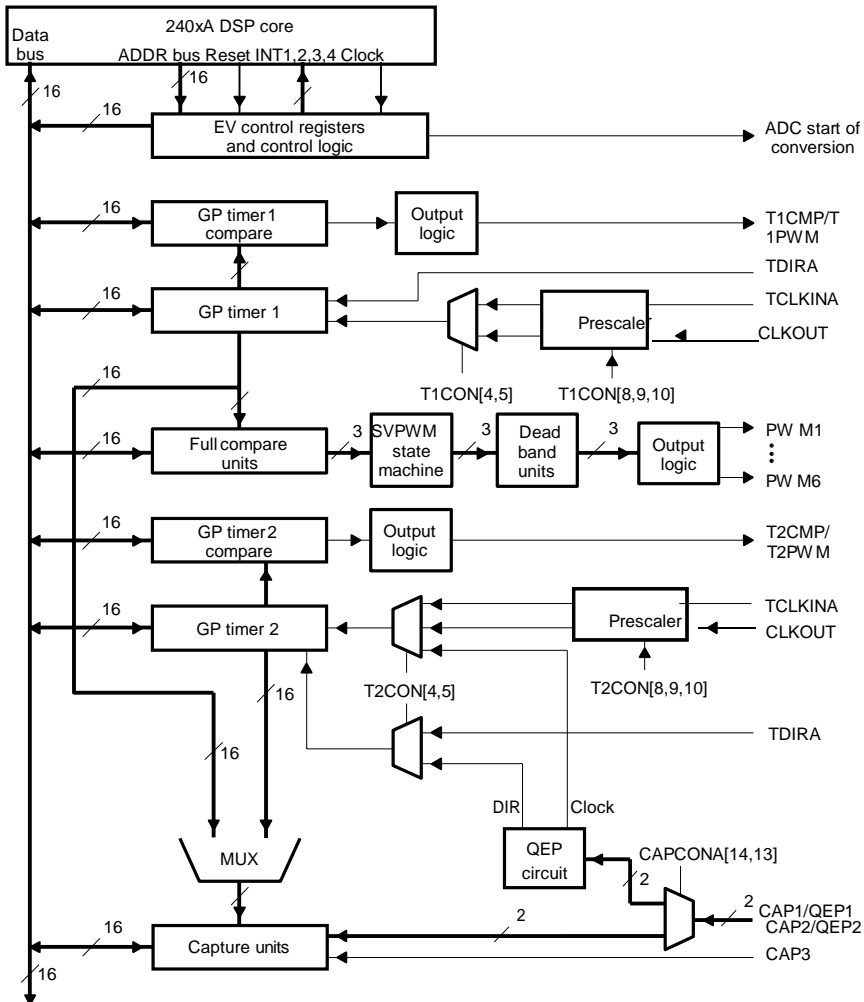 240xA DSP core
Data
bus
ADDR bus Reset INT1,2,3,4 Clock
16
16
16
EV control registers
and control logic
ADC start of
conversion
16
GP timer 1
compare
Output
logic
T1CMP/T
1PWM
TDIRA
16
GP timer 1
Prescaler
TCLKINA
CLKOUT
T1CON[4,5]
T1CON[8,9,10]
16
16
Full compare
units
3
SVPWM
state
machine
3
Dead
band
units
3
Output
logic
PW M1
PW M6
16
GP timer 2
compare
Output
logic
T2CMP/
T2PWM
16
GP timer 2
Prescaler
TCLKINA
CLKOUT
16
T2CON[4,5]
T2CON[8,9,10]
16
TDIRA
DIR
Clock
MUX
QEP
circuit
CAPCONA[14,13]
2
2
CAP1/QEP1
CAP2/QEP2
16
Capture units
2
CAP3
16